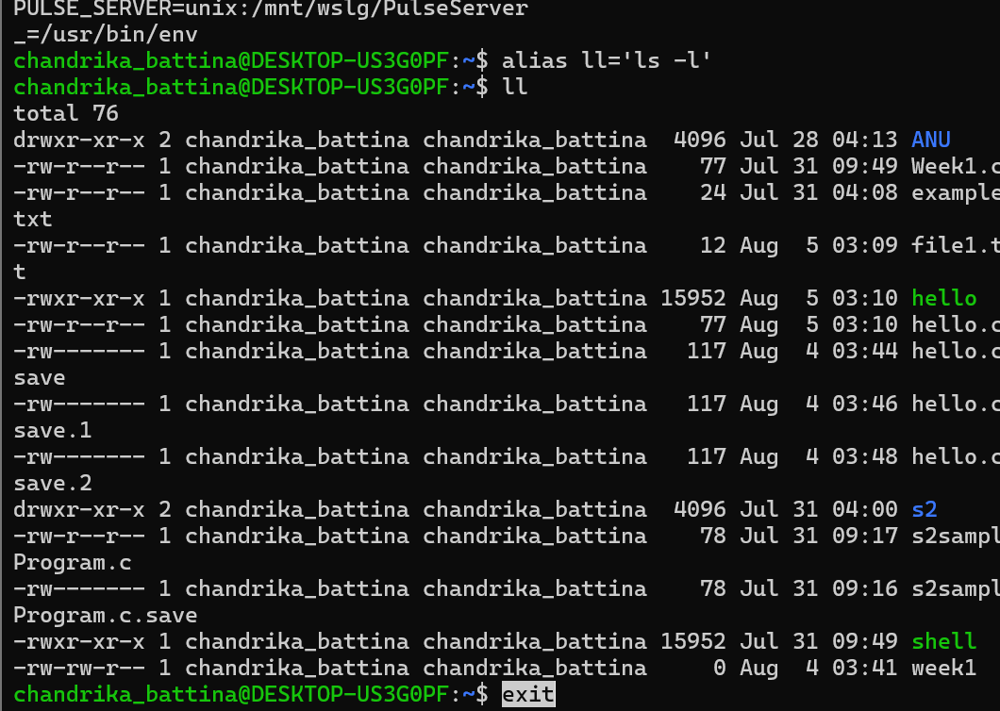 PULSE_SERVER=unix:/mnt/wslg/PulseServer
_=/usr/bin/env
chandrika_battina@DESKTOP-US3G0PF:~$ alias ll='ls -l'
chandrika_battina@DESKTOP-US3G0PF:~$ ll
total 76
drwxr-xr-x 2 chandrika_battina chandrika_battina  4096 Jul 28 04:13 ANU
-rw-r--r-- 1 chandrika_battina chandrika_battina    77 Jul 31 09:49 Week1.c
-rw-r--r-- 1 chandrika_battina chandrika_battina    24 Jul 31 04:08 example
txt
-rw-r--r-- 1 chandrika_battina chandrika_battina    12 Aug  5 03:09 file1.t
t
-rwxr-xr-x 1 chandrika_battina chandrika_battina 15952 Aug  5 03:10 hello
-rw-r--r-- 1 chandrika_battina chandrika_battina    77 Aug  5 03:10 hello.c
-rw------- 1 chandrika_battina chandrika_battina   117 Aug  4 03:44 hello.c
save
-rw------- 1 chandrika_battina chandrika_battina   117 Aug  4 03:46 hello.c
save.1
-rw------- 1 chandrika_battina chandrika_battina   117 Aug  4 03:48 hello.c
save.2
drwxr-xr-x 2 chandrika_battina chandrika_battina  4096 Jul 31 04:00 s2
-rw-r--r-- 1 chandrika_battina chandrika_battina    78 Jul 31 09:17 s2sampl
Program.c
-rw------- 1 chandrika_battina chandrika_battina    78 Jul 31 09:16 s2sampl
Program.c.save
-rwxr-xr-x 1 chandrika_battina chandrika_battina 15952 Jul 31 09:49 shell
-rw-rw-r-- 1 chandrika_battina chandrika_battina     0 Aug  4 03:41 week1
chandrika_battina@DESKTOP-US3G0PF:~$ exit